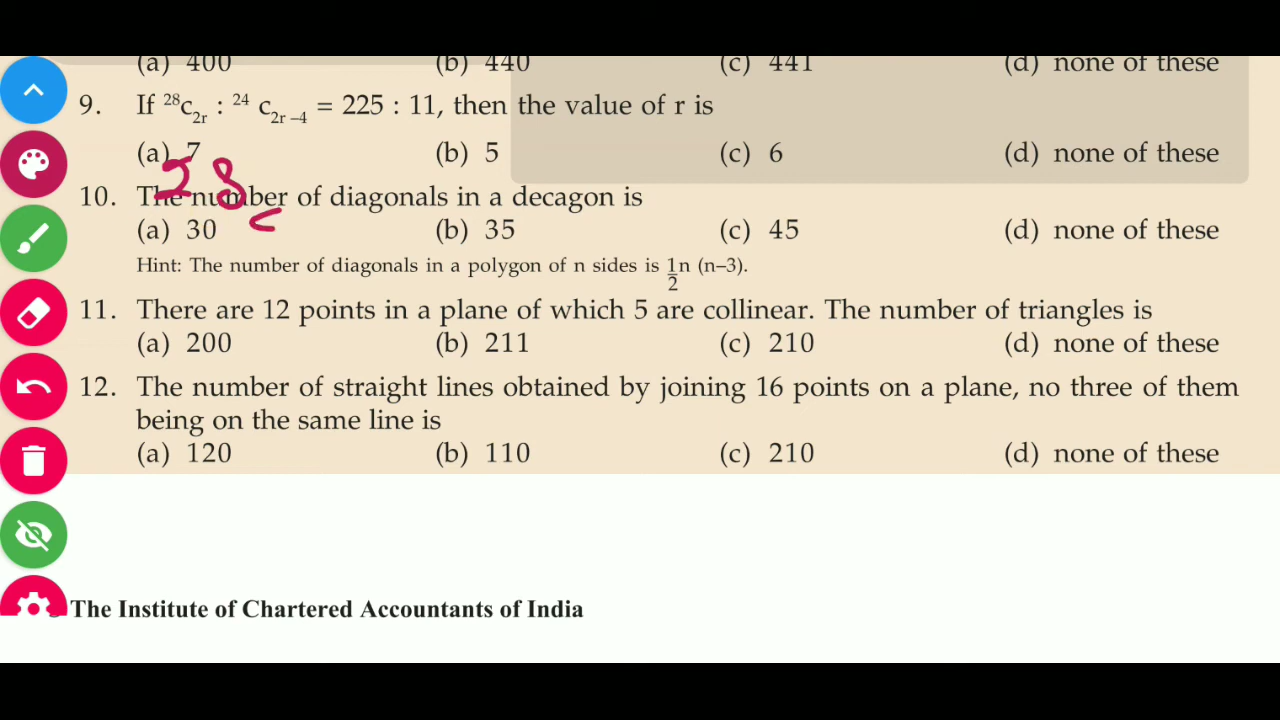 (a) 400 (b) 440 (c) 441 (d) none of these
9. If ²⁸c₂ᵣ : ²⁴ c₂ᵣ ₋₄ = 225 : 11, then the value of r is
(a) 7 (b) 5 (c) 6 (d) none of these
28
c
10. The number of diagonals in a decagon is
(a) 30 (b) 35 (c) 45 (d) none of these
Hint: The number of diagonals in a polygon of n sides is ½n (n–3).
11. There are 12 points in a plane of which 5 are collinear. The number of triangles is
(a) 200 (b) 211 (c) 210 (d) none of these
12. The number of straight lines obtained by joining 16 points on a plane, no three of them
being on the same line is
(a) 120 (b) 110 (c) 210 (d) none of these
The Institute of Chartered Accountants of India